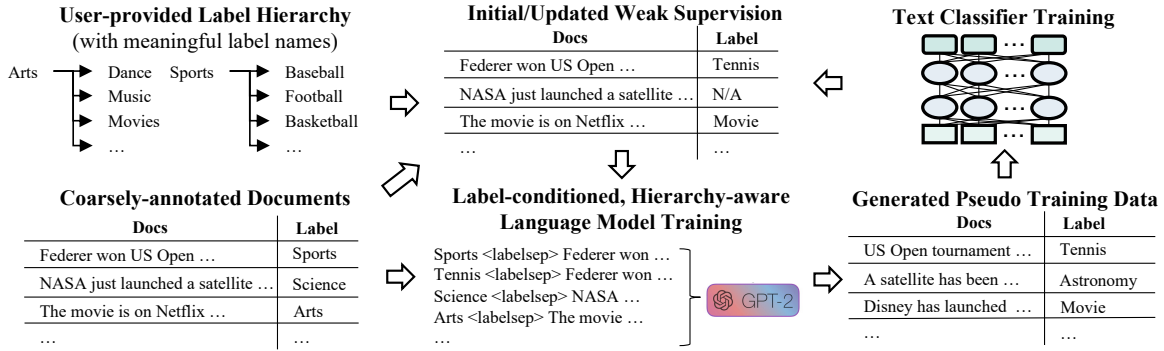 User-provided Label Hierarchy
(with meaningful label names)
Arts
Dance
Music
Movies
…
Sports
Baseball
Football
Basketball
…
Initial/Updated Weak Supervision
Docs Label
Federer won US Open … Tennis
NASA just launched a satellite … N/A
The movie is on Netflix … Movie
… …
Text Classifier Training
...
...
...
...
Coarsely-annotated Documents
Docs Label
Federer won US Open … Sports
NASA just launched a satellite … Science
The movie is on Netflix … Arts
… …
Label-conditioned, Hierarchy-aware
Language Model Training
Sports <labelsep> Federer won …
Tennis <labelsep> Federer won …
Science <labelsep> NASA …
Arts <labelsep> The movie …
…
GPT-2
Generated Pseudo Training Data
Docs Label
US Open tournament … Tennis
A satellite has been … Astronomy
Disney has launched … Movie
… …